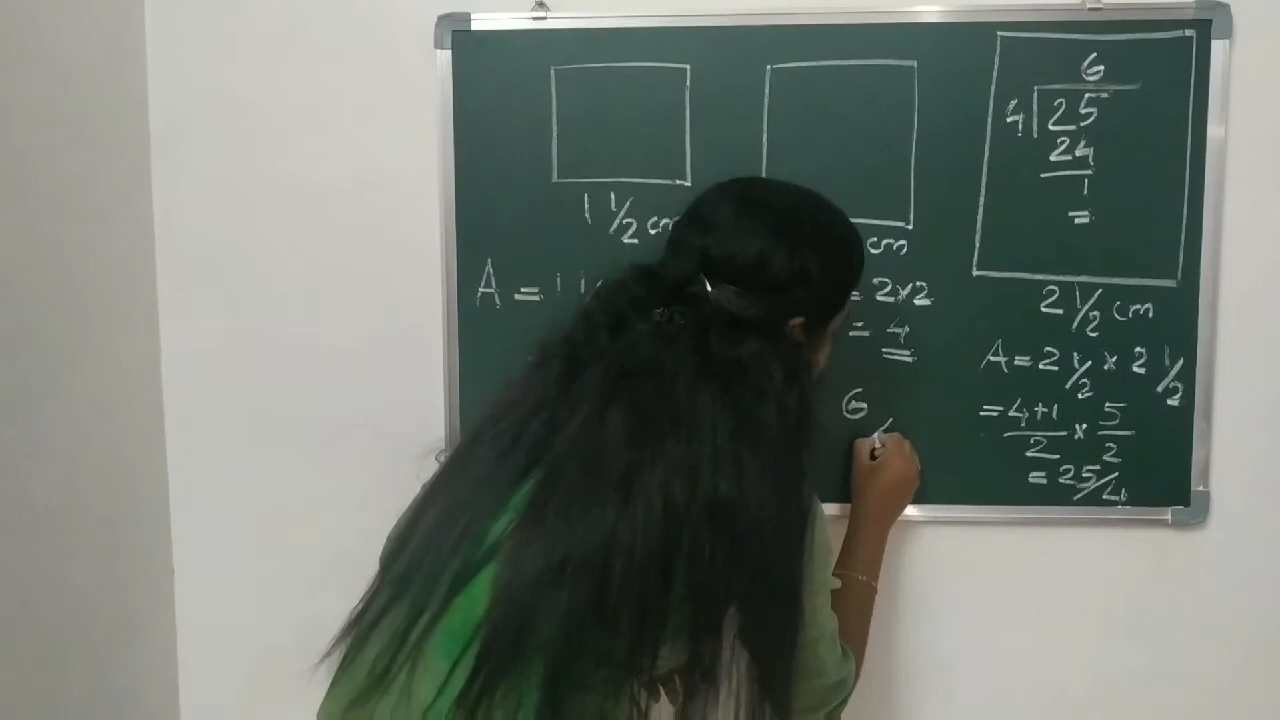 1 1/2 cm
A = 1 1/
cm
= 2×2
= 4
6
6
4 25
24
1
=
2 1/2 cm
A = 2 1/2 × 2 1/2
= 4+1/2 × 5/2
= 25/4